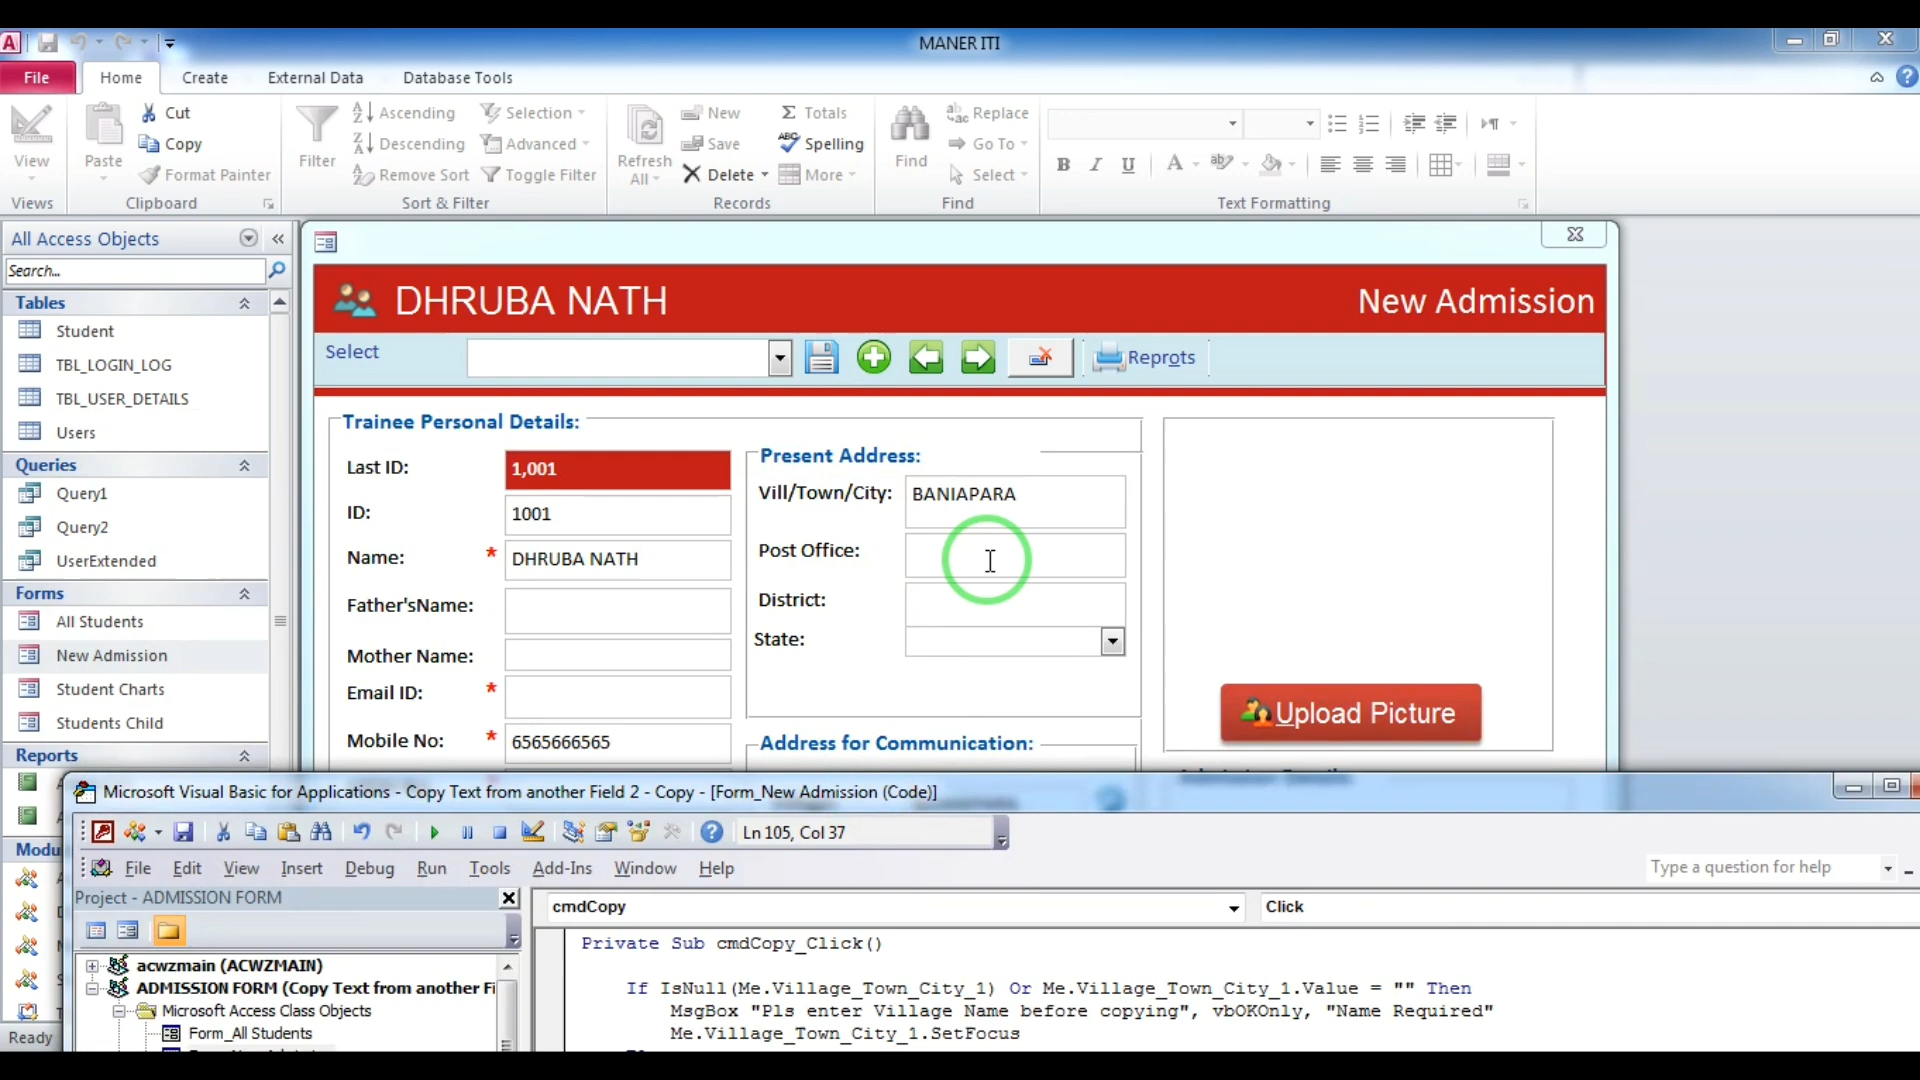 MANER ITI
File Home Create External Data Database Tools
View Paste Cut Copy Format Painter Filter Ascending Descending Remove Sort Selection Advanced Toggle Filter Refresh All New Save Delete Totals Spelling More Find Replace Go To Select
Views Clipboard Sort & Filter Records Find Text Formatting
All Access Objects
Search...
Tables
Student
TBL_LOGIN_LOG
TBL_USER_DETAILS
Users
Queries
Query1
Query2
UserExtended
Forms
All Students
New Admission
Student Charts
Students Child
Reports
Modu
Ready
DHRUBA NATH New Admission
Select Reprots
Trainee Personal Details:
Last ID: 1,001
ID: 1001
Name: * DHRUBA NATH
Father'sName:
Mother Name:
Email ID: *
Mobile No: * 6565666565
Present Address:
Vill/Town/City: BANIAPARA
Post Office:
District:
State:
Address for Communication:
Upload Picture
Microsoft Visual Basic for Applications - Copy Text from another Field 2 - Copy - [Form_New Admission (Code)]
Ln 105, Col 37
File Edit View Insert Debug Run Tools Add-Ins Window Help Type a question for help
Project - ADMISSION FORM
cmdCopy Click
acwzmain (ACWZMAIN)
ADMISSION FORM (Copy Text from another Fi
Microsoft Access Class Objects
Form_All Students
Private Sub cmdCopy_Click()
If IsNull(Me.Village_Town_City_1) Or Me.Village_Town_City_1.Value = "" Then
MsgBox "Pls enter Village Name before copying", vbOKOnly, "Name Required"
Me.Village_Town_City_1.SetFocus